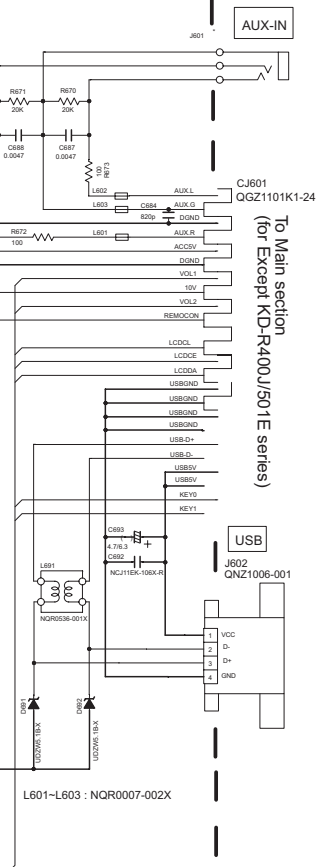 AUX-IN
J601
R671
20K
R670
20K
C688
0.0047
C687
0.0047
100
R673
CJ601
QGZ1101K1-24
L602
AUX.L
L603
C684
AUX.G
820p
DGND
R672
100
L601
AUX.R
ACC5V
DGND
VOL1
10V
VOL2
REMOCON
To Main section
(for Except KD-R400J/501E series)
LCDCL
LCDCE
LCDDA
USBGND
USBGND
USBGND
USBGND
USB-D+
USB-D-
USB5V
USB5V
KEY0
KEY1
C693
4.7/6.3
+
C692
NCJ11EK-106X-R
USB
J602
QNZ1006-001
L691
NQR0536-001X
1 VCC
2 D-
3 D+
4 GND
D691
UDZW5.1B-X
D692
UDZW5.1B-X
L601~L603 : NQR0007-002X